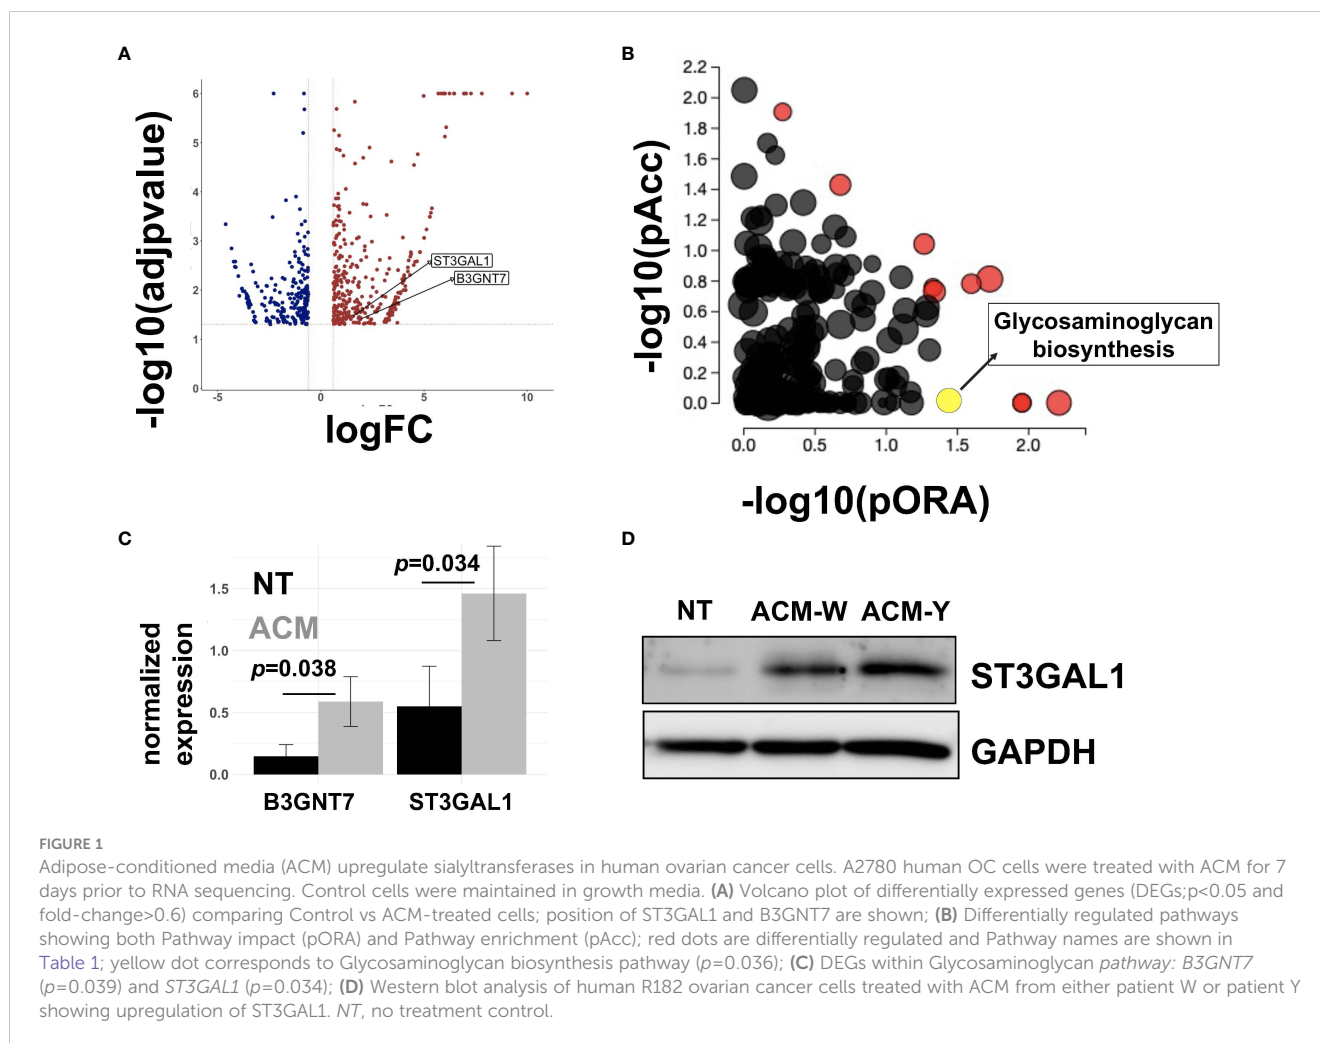 A
-log10(adjpvalue)
6
5
4
3
2
1
0
ST3GAL1
B3GNT7
-5
0
5
10
logFC
B
-log10(pAcc)
2.2
2.0
1.8
1.6
1.4
1.2
1.0
0.8
0.6
0.4
0.2
0.0
Glycosaminoglycan
biosynthesis
0.0
0.5
1.0
1.5
2.0
-log10(pORA)
C
normalized
expression
1.5
1.0
0.5
0.0
NT
ACM
p=0.038
p=0.034
B3GNT7
ST3GAL1
D
NT
ACM-W
ACM-Y
ST3GAL1
GAPDH
FIGURE 1
Adipose-conditioned media (ACM) upregulate sialyltransferases in human ovarian cancer cells. A2780 human OC cells were treated with ACM for 7
days prior to RNA sequencing. Control cells were maintained in growth media. (A) Volcano plot of differentially expressed genes (DEGs;p<0.05 and
fold-change>0.6) comparing Control vs ACM-treated cells; position of ST3GAL1 and B3GNT7 are shown; (B) Differentially regulated pathways
showing both Pathway impact (pORA) and Pathway enrichment (pAcc); red dots are differentially regulated and Pathway names are shown in
Table 1; yellow dot corresponds to Glycosaminoglycan biosynthesis pathway (p=0.036); (C) DEGs within Glycosaminoglycan pathway: B3GNT7
(p=0.039) and ST3GAL1 (p=0.034); (D) Western blot analysis of human R182 ovarian cancer cells treated with ACM from either patient W or patient Y
showing upregulation of ST3GAL1. NT, no treatment control.